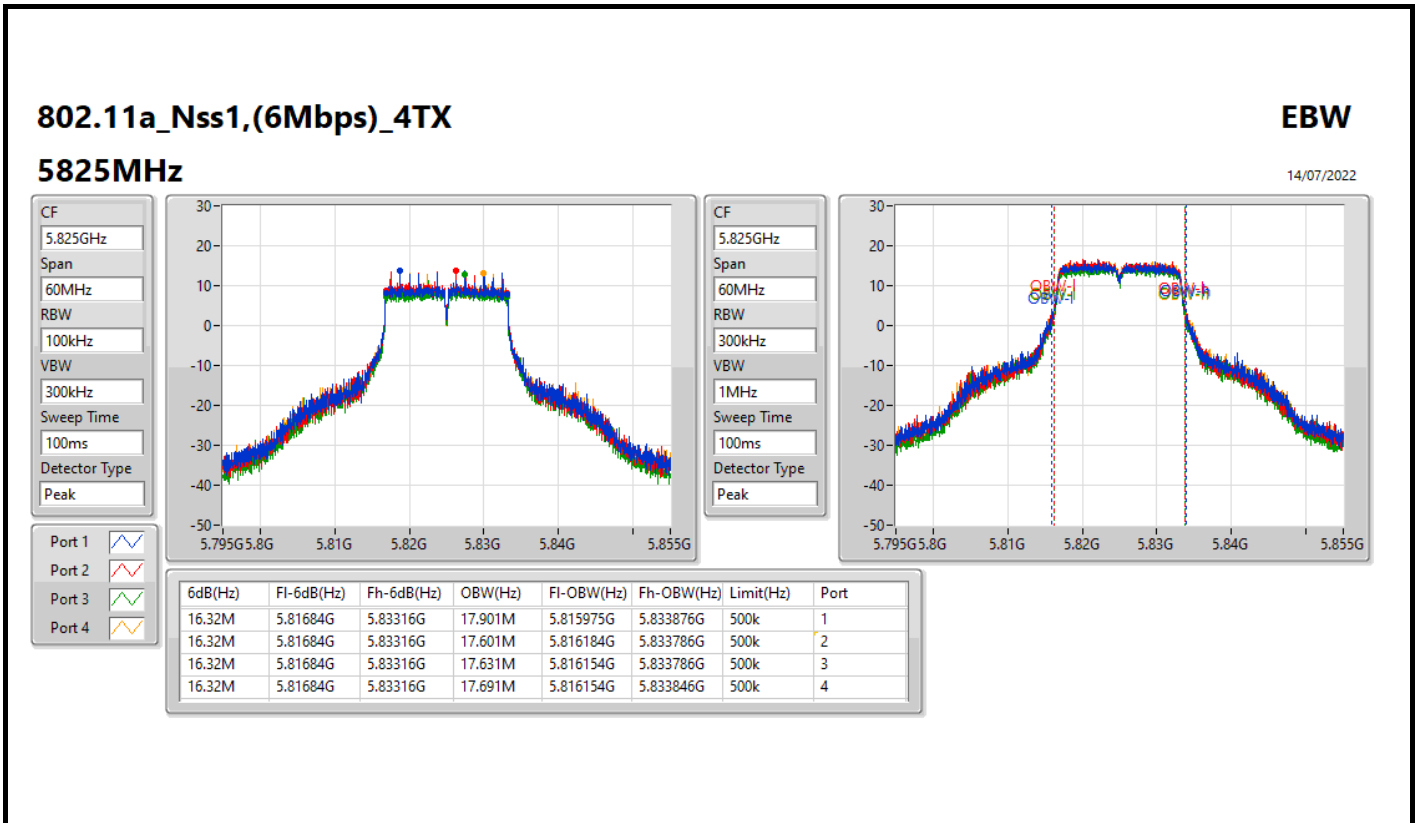 802.11a_Nss1,(6Mbps)_4TX EBW
5825MHz 14/07/2022
CF
5.825GHz
Span
60MHz
RBW
100kHz
VBW
300kHz
Sweep Time
100ms
Detector Type
Peak
30
20
10
0
-10
-20
-30
-40
-50
5.795G 5.8G 5.81G 5.82G 5.83G 5.84G 5.855G
CF
5.825GHz
Span
60MHz
RBW
300kHz
VBW
1MHz
Sweep Time
100ms
Detector Type
Peak
30
20
10
0
-10
-20
-30
-40
-50
OBW-l OBW-h
5.795G 5.8G 5.81G 5.82G 5.83G 5.84G 5.855G
Port 1
Port 2
Port 3
Port 4
6dB(Hz) Fl-6dB(Hz) Fh-6dB(Hz) OBW(Hz) Fl-OBW(Hz) Fh-OBW(Hz) Limit(Hz) Port
16.32M 5.81684G 5.83316G 17.901M 5.815975G 5.833876G 500k 1
16.32M 5.81684G 5.83316G 17.601M 5.816184G 5.833786G 500k 2
16.32M 5.81684G 5.83316G 17.631M 5.816154G 5.833786G 500k 3
16.32M 5.81684G 5.83316G 17.691M 5.816154G 5.833846G 500k 4